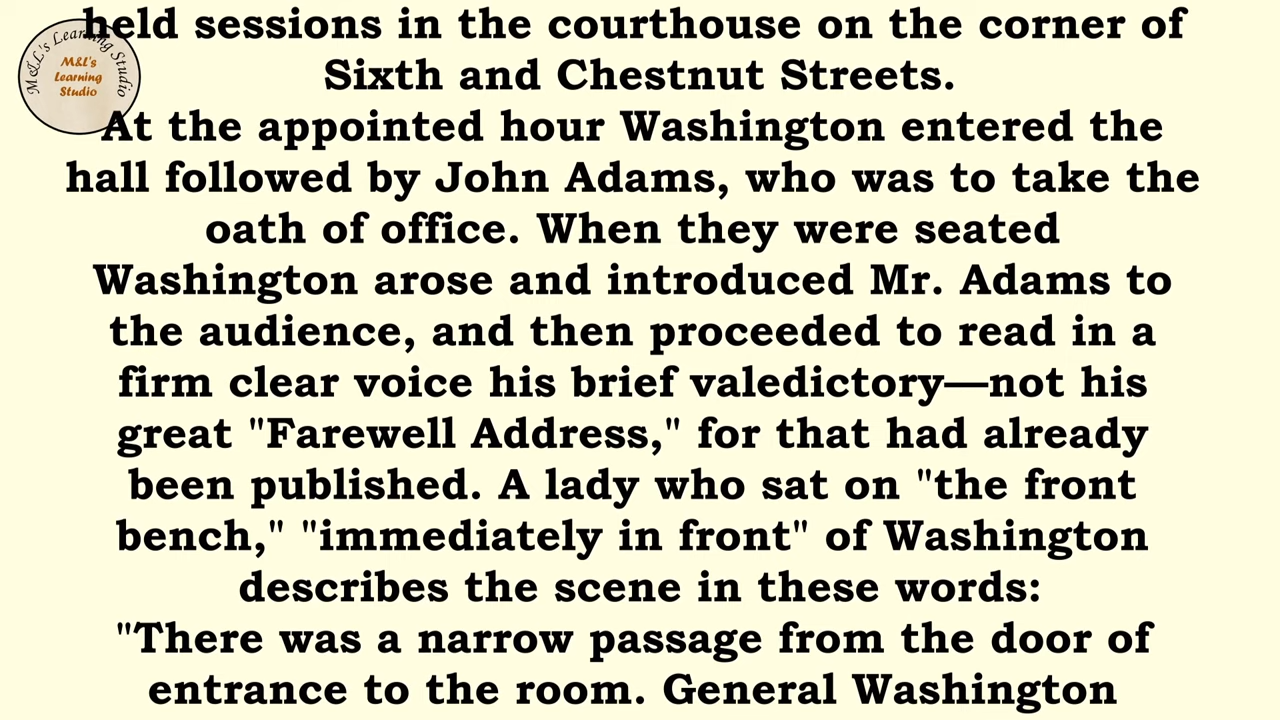 held sessions in the courthouse on the corner of
Sixth and Chestnut Streets.
At the appointed hour Washington entered the
hall followed by John Adams, who was to take the
oath of office. When they were seated
Washington arose and introduced Mr. Adams to
the audience, and then proceeded to read in a
firm clear voice his brief valedictory—not his
great "Farewell Address," for that had already
been published. A lady who sat on "the front
bench," "immediately in front" of Washington
describes the scene in these words:
"There was a narrow passage from the door of
entrance to the room. General Washington
M&L's Learning Studio
M&L's
Learning
Studio